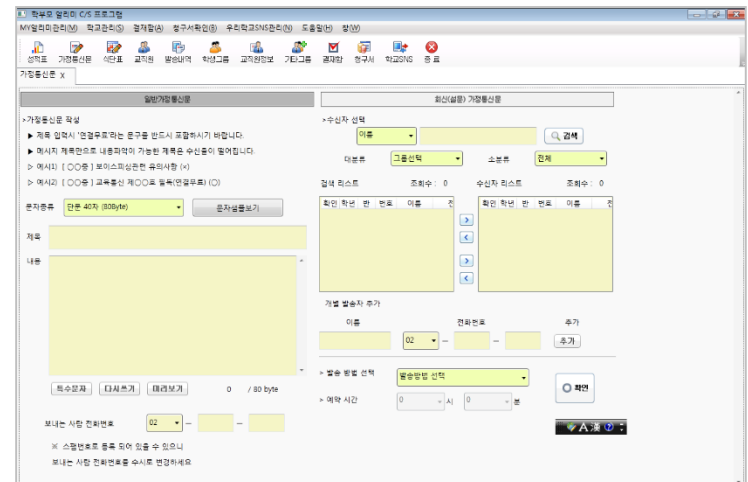 학부모 알리미 C/S 프로그램
MY알리미관리(M) 학교관리(S) 결재함(A) 청구서확인(B) 우리학교SNS관리(N) 도움말(H) 창(W)
성적표 가정통신문 식단표 교직원 발송내역 학생그룹 교직원정보 기타그룹 결재함 청구서 학교SNS 종료
가정통신문 x
일반가정통신문
회신(설문) 가정통신문
>가정통신문 작성
▶ 제목 입력시 '연결무료'라는 문구를 반드시 포함하시기 바랍니다.
▶ 메시지 제목만으로 내용파악이 가능한 제목은 수신율이 떨어집니다.
▷ 예시1) [ ○○중 ] 보이스피싱관련 유의사항 (×)
▷ 예시2) [ ○○중 ] 교육통신 제○○호 필독(연결무료) (○)
문자종류 단문 40자 (80Byte) 문자샘플보기
제목
내용
특수문자 다시쓰기 미리보기 0 / 80 byte
보내는 사람 전화번호 02 - -
※ 스팸번호로 등록 되어 있을 수 있으니
보내는 사람 전화번호를 수시로 변경하세요
>수신자 선택
이름 검색
대분류 그룹선택 소분류 전체
검색 리스트 조회수 : 0 수신자 리스트 조회수 : 0
확인 학년 반 번호 이름 전
확인 학년 반 번호 이름 전
개별 발송자 추가
이름 전화번호 추가
02 - - 추가
> 발송 방법 선택 발송방법 선택
> 예약 시간 0 시 0 분
확인
A 漢